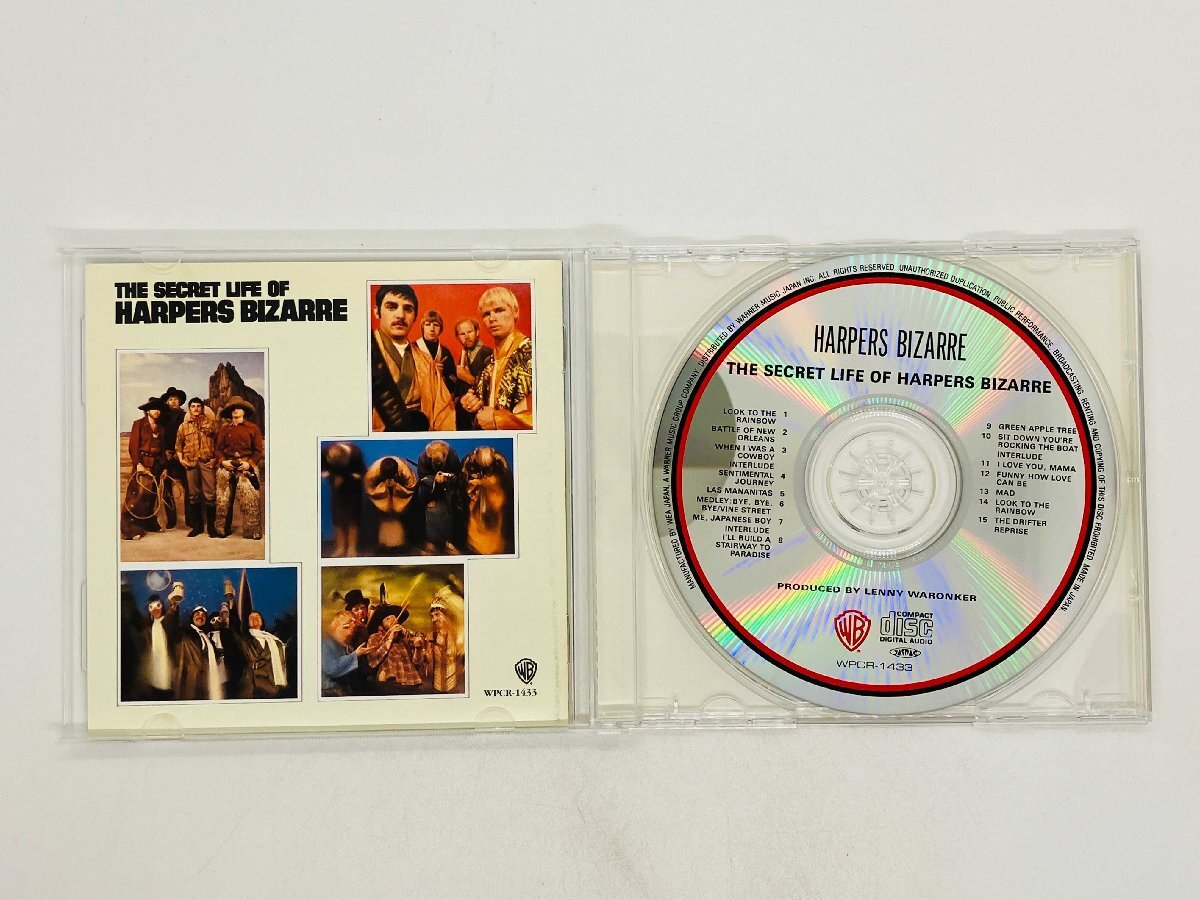 THE SECRET LIFE OF
HARPERS BIZARRE
WB
WPCR-1433
MANUFACTURED BY WEA JAPAN, A WARNER MUSIC GROUP COMPANY. DISTRIBUTED BY WARNER MUSIC JAPAN INC. ALL RIGHTS RESERVED. UNAUTHORIZED DUPLICATION, PUBLIC PERFORMANCE, BROADCASTING, RENTING AND COPYING OF THIS DISC PROHIBITED. MADE IN JAPAN
HARPERS BIZARRE
THE SECRET LIFE OF HARPERS BIZARRE
LOOK TO THE 1
RAINBOW
BATTLE OF NEW 2
ORLEANS
WHEN I WAS A 3
COWBOY
INTERLUDE
SENTIMENTAL 4
JOURNEY
LAS MANANITAS 5
MEDLEY: BYE, BYE, 6
BYE/VINE STREET
ME, JAPANESE BOY 7
INTERLUDE
I'LL BUILD A 8
STAIRWAY TO
PARADISE
9 GREEN APPLE TREE
10 SIT DOWN YOU'RE
ROCKING THE BOAT
INTERLUDE
11 I LOVE YOU, MAMA
12 FUNNY HOW LOVE
CAN BE
13 MAD
14 LOOK TO THE
RAINBOW
15 THE DRIFTER
REPRISE
PRODUCED BY LENNY WARONKER
WB
COMPACT
disc
DIGITAL AUDIO
JASRAC
WPCR-1433